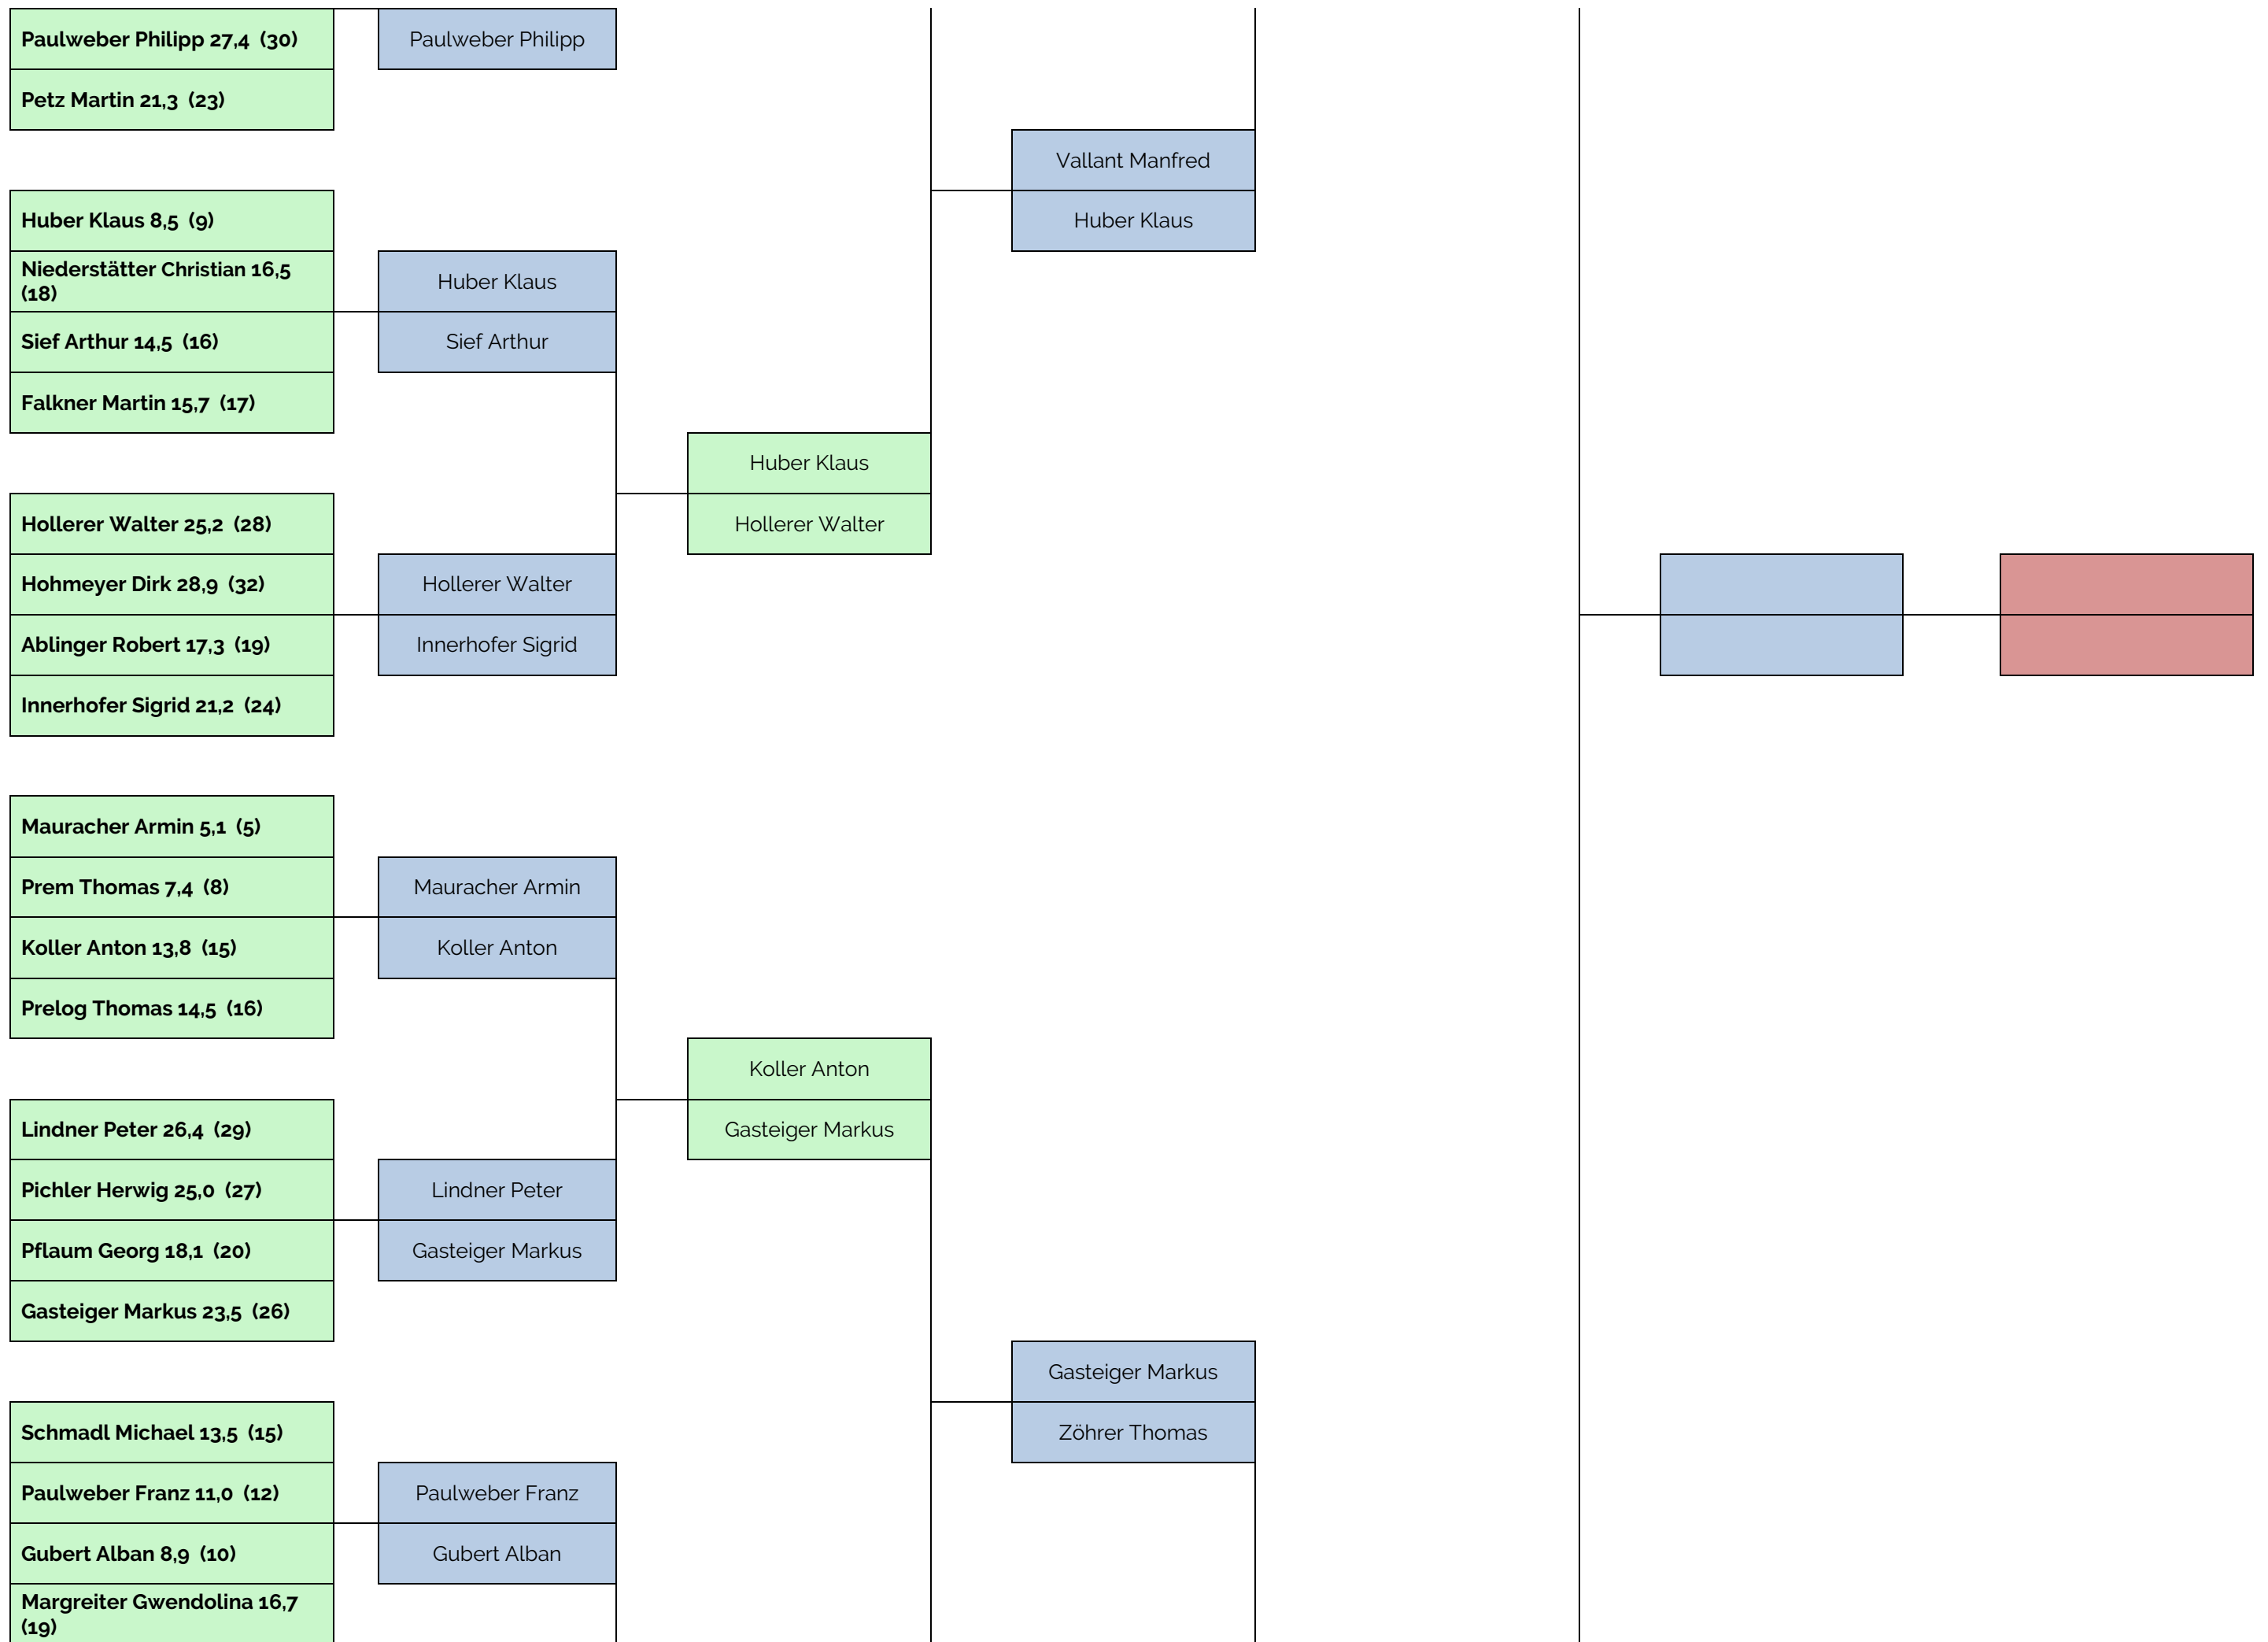 Paulweber Philipp 27,4 (30)
Paulweber Philipp
Petz Martin 21,3 (23)
Vallant Manfred
Huber Klaus 8,5 (9)
Huber Klaus
Niederstätter Christian 16,5
(18)
Huber Klaus
Sief Arthur 14,5 (16)
Sief Arthur
Falkner Martin 15,7 (17)
Huber Klaus
Hollerer Walter 25,2 (28)
Hollerer Walter
Hohmeyer Dirk 28,9 (32)
Hollerer Walter
Ablinger Robert 17,3 (19)
Innerhofer Sigrid
Innerhofer Sigrid 21,2 (24)
Mauracher Armin 5,1 (5)
Prem Thomas 7,4 (8)
Mauracher Armin
Koller Anton 13,8 (15)
Koller Anton
Prelog Thomas 14,5 (16)
Koller Anton
Lindner Peter 26,4 (29)
Gasteiger Markus
Pichler Herwig 25,0 (27)
Lindner Peter
Pflaum Georg 18,1 (20)
Gasteiger Markus
Gasteiger Markus 23,5 (26)
Gasteiger Markus
Schmadl Michael 13,5 (15)
Zöhrer Thomas
Paulweber Franz 11,0 (12)
Paulweber Franz
Gubert Alban 8,9 (10)
Gubert Alban
Margreiter Gwendolina 16,7
(19)